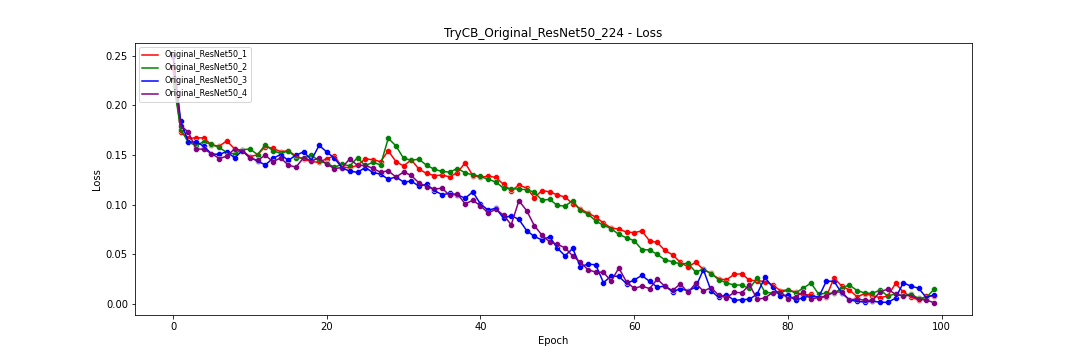 TryCB_Original_ResNet50_224 - Loss
Original_ResNet50_1
Original_ResNet50_2
Original_ResNet50_3
Original_ResNet50_4
0.25
0.20
0.15
0.10
0.05
0.00
Loss
0 20 40 60 80 100
Epoch